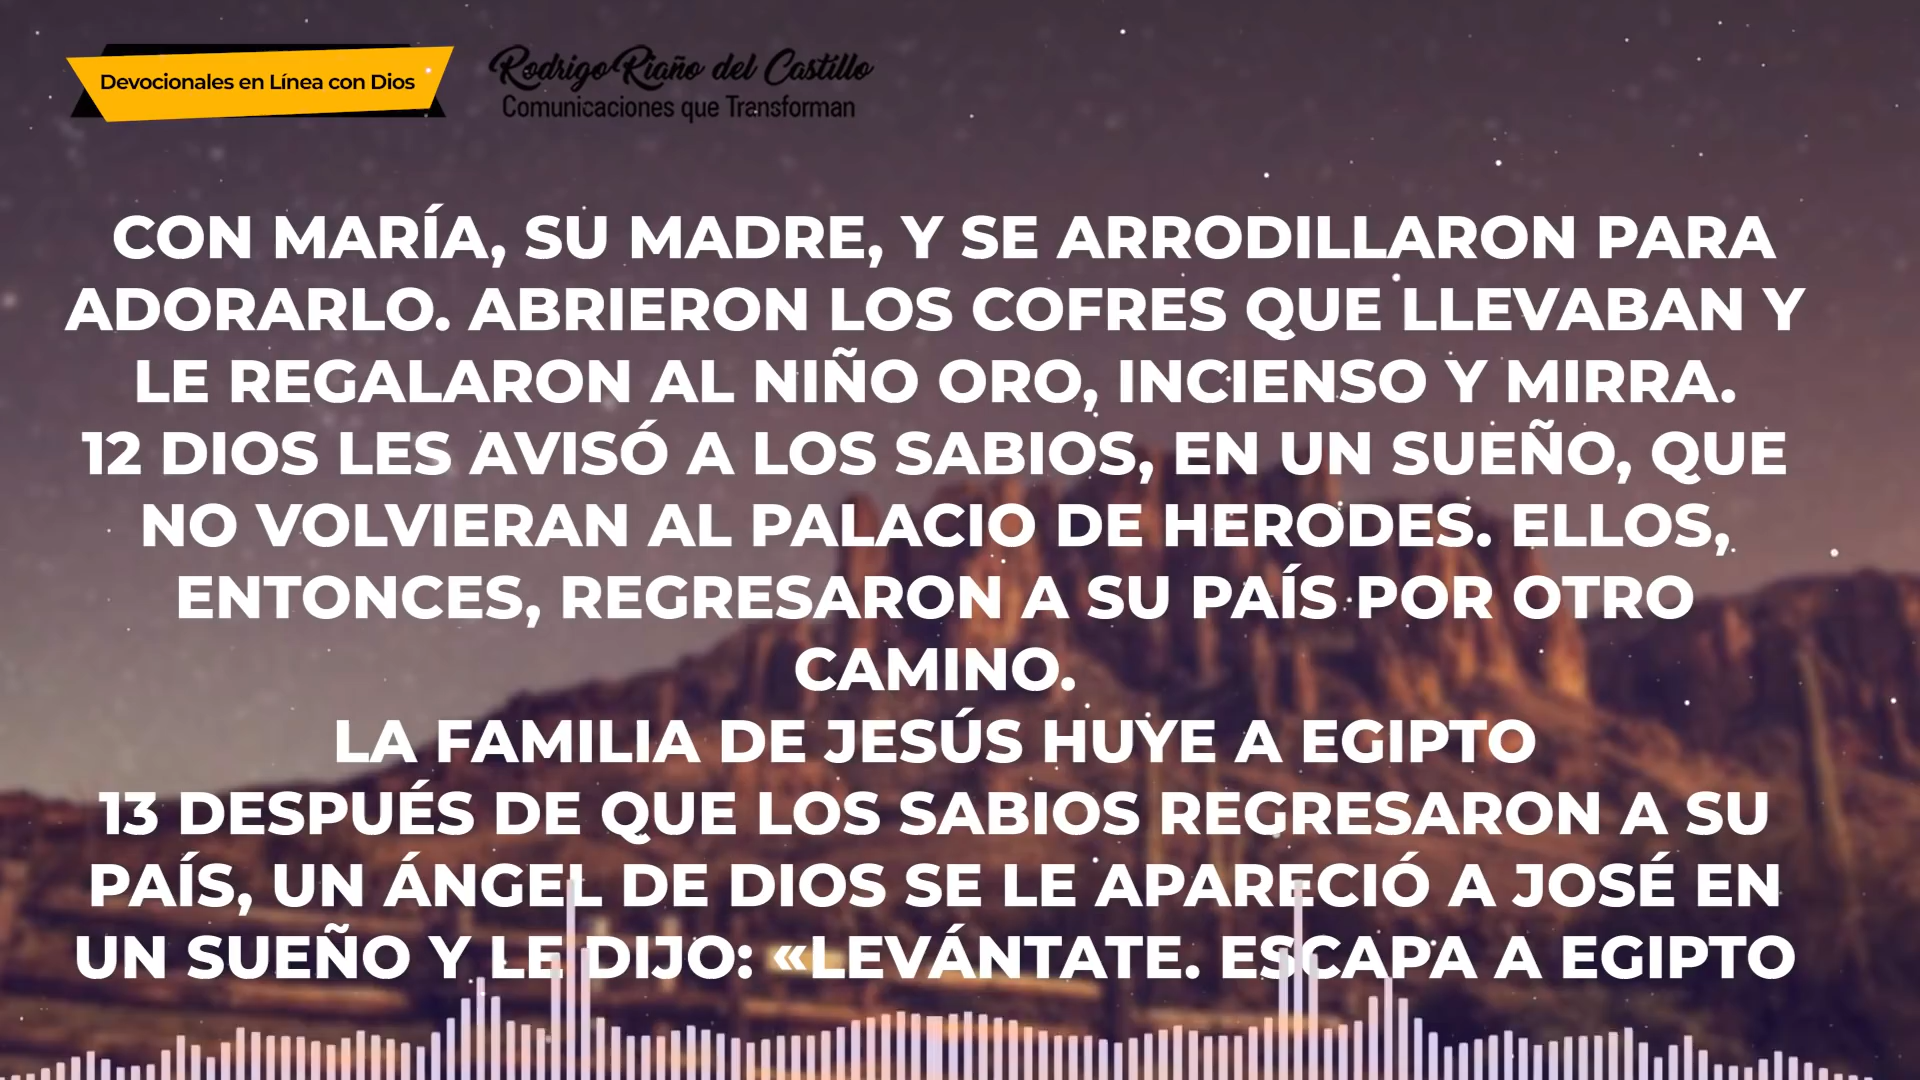 Devocionales en Línea con Dios
Rodrigo Riaño del Castillo
Comunicaciones que Transforman
CON MARÍA, SU MADRE, Y SE ARRODILLARON PARA
ADORARLO. ABRIERON LOS COFRES QUE LLEVABAN Y
LE REGALARON AL NIÑO ORO, INCIENSO Y MIRRA.
12 DIOS LES AVISÓ A LOS SABIOS, EN UN SUEÑO, QUE
NO VOLVIERAN AL PALACIO DE HERODES. ELLOS,
ENTONCES, REGRESARON A SU PAÍS POR OTRO
CAMINO.
LA FAMILIA DE JESÚS HUYE A EGIPTO
13 DESPUÉS DE QUE LOS SABIOS REGRESARON A SU
PAÍS, UN ÁNGEL DE DIOS SE LE APARECIÓ A JOSÉ EN
UN SUEÑO Y LE DIJO: «LEVÁNTATE. ESCAPA A EGIPTO